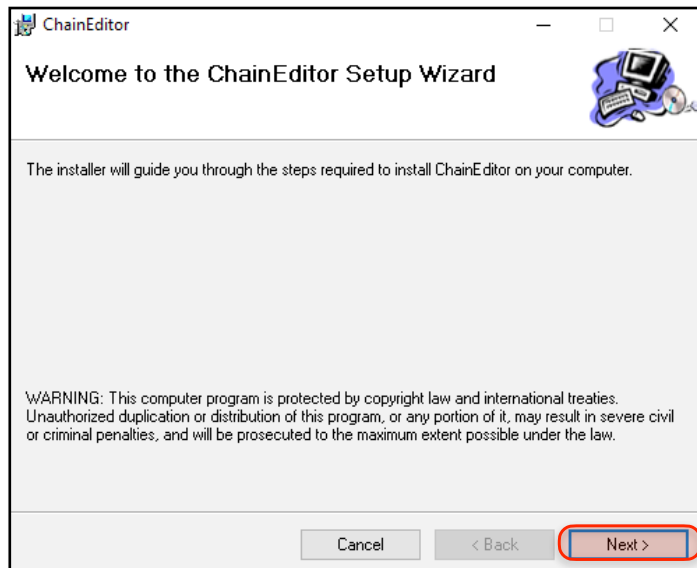 ChainEditor
Welcome to the ChainEditor Setup Wizard
The installer will guide you through the steps required to install ChainEditor on your computer.
WARNING: This computer program is protected by copyright law and international treaties.
Unauthorized duplication or distribution of this program, or any portion of it, may result in severe civil
or criminal penalties, and will be prosecuted to the maximum extent possible under the law.
Cancel < Back Next >